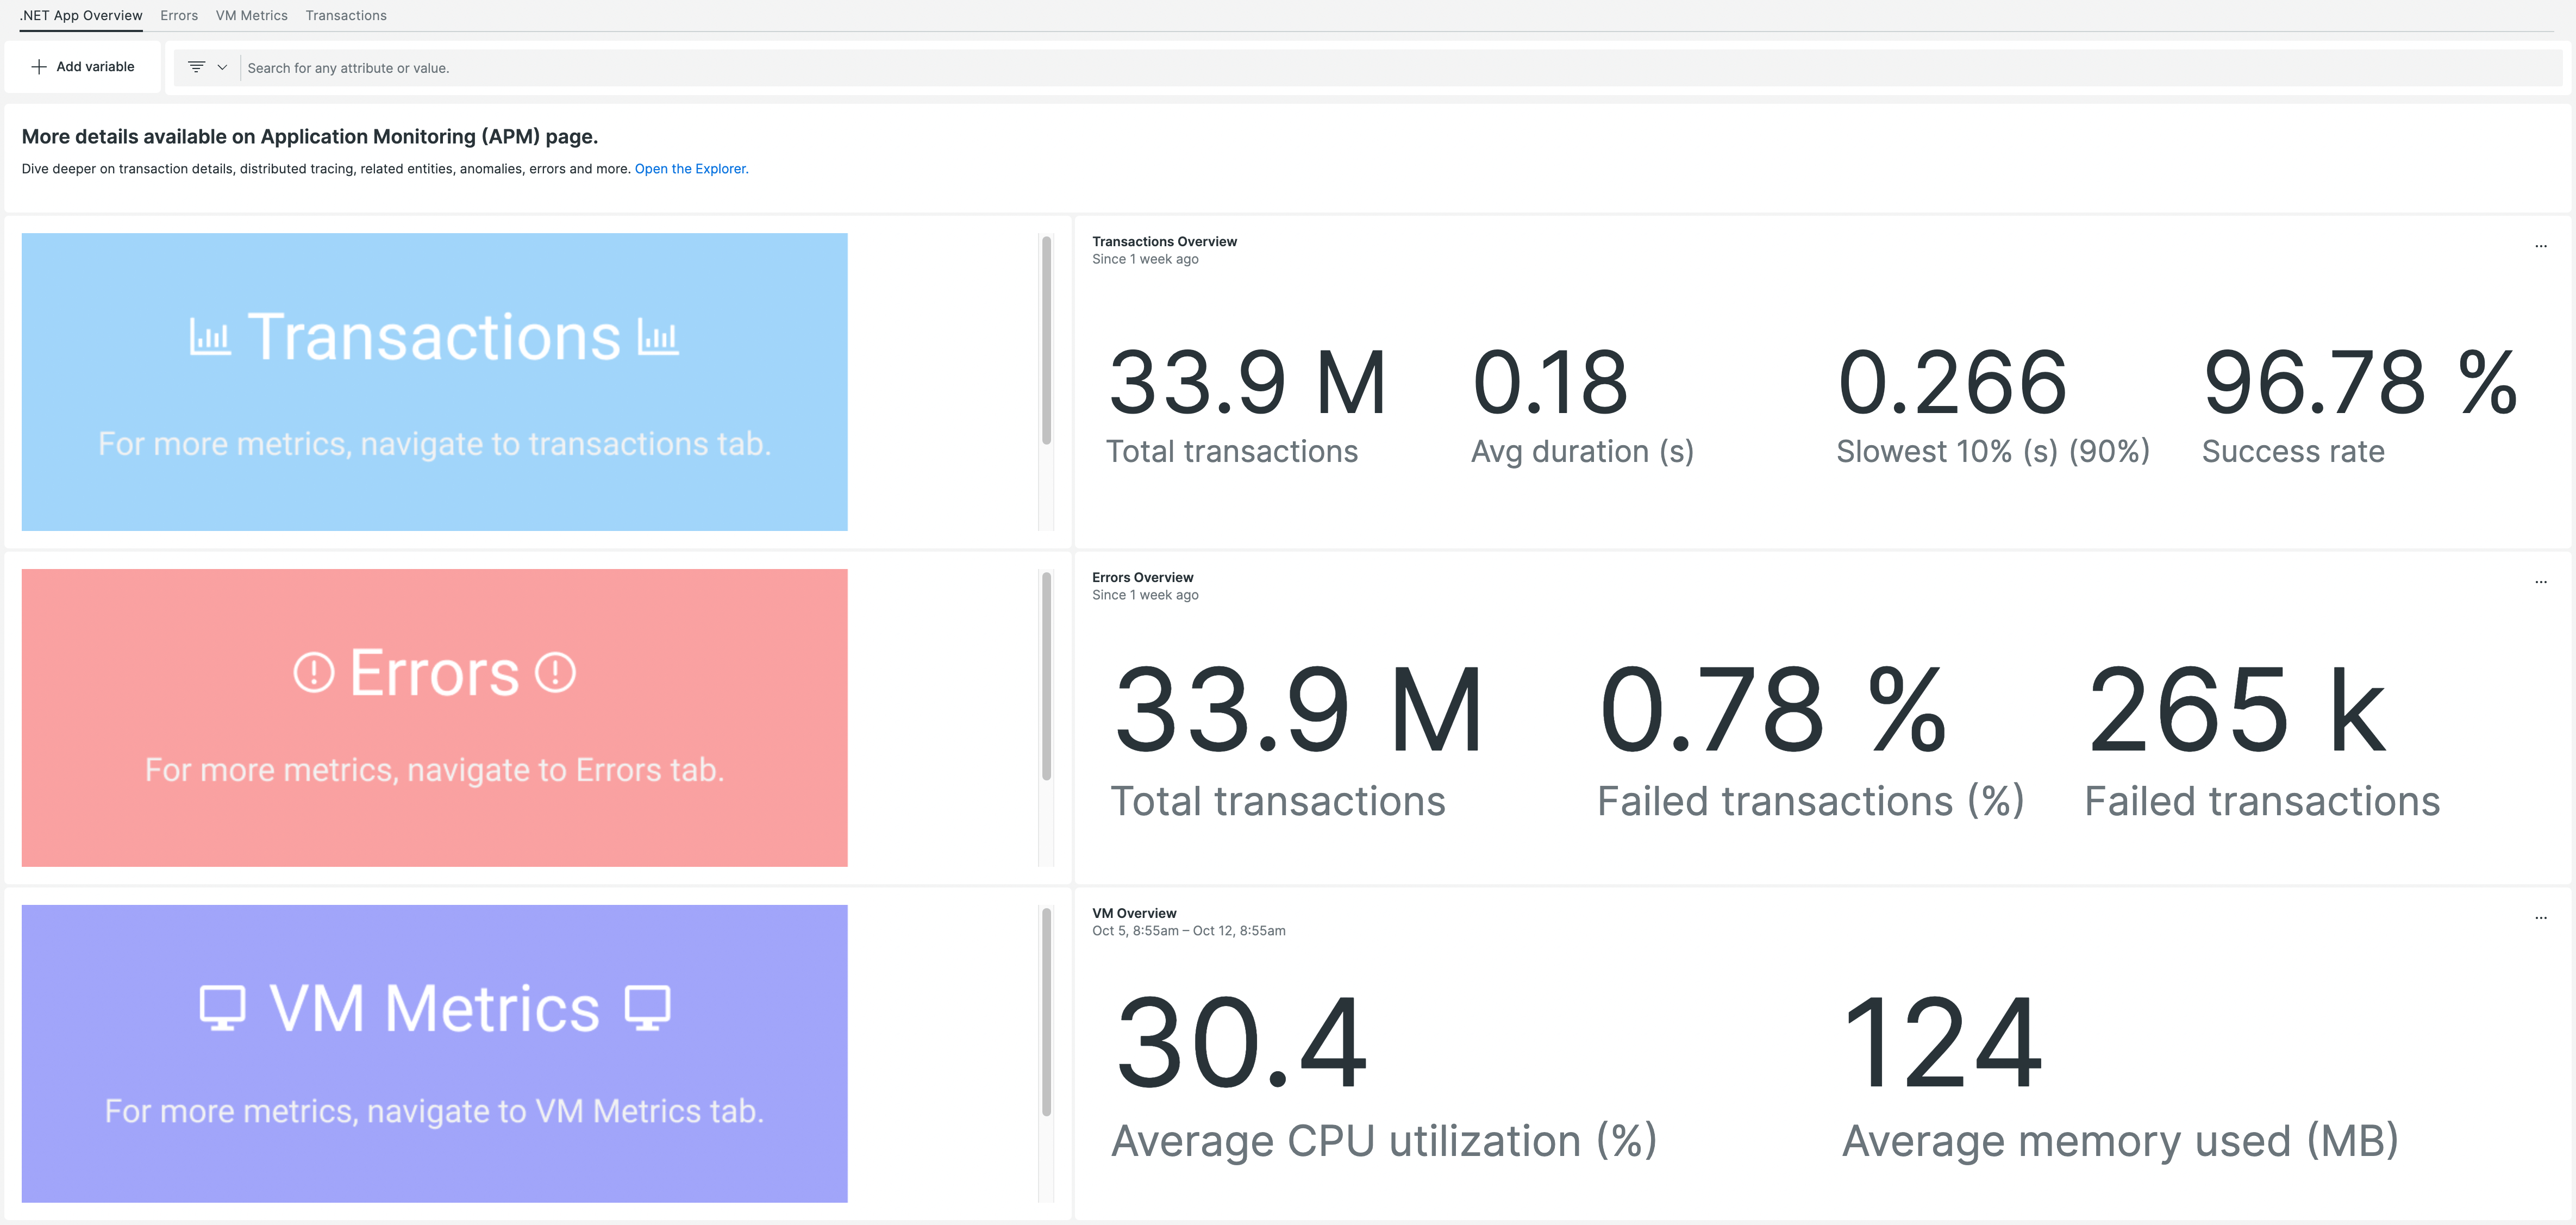 .NET App Overview Errors VM Metrics Transactions
Add variable
Search for any attribute or value.
More details available on Application Monitoring (APM) page.
Dive deeper on transaction details, distributed tracing, related entities, anomalies, errors and more. Open the Explorer.
Transactions
For more metrics, navigate to transactions tab.
Transactions Overview
Since 1 week ago
33.9 M 0.18 0.266 96.78 %
Total transactions Avg duration (s) Slowest 10% (s) (90%) Success rate
Errors
For more metrics, navigate to Errors tab.
Errors Overview
Since 1 week ago
33.9 M 0.78 % 265 k
Total transactions Failed transactions (%) Failed transactions
VM Metrics
For more metrics, navigate to VM Metrics tab.
VM Overview
Oct 5, 8:55am – Oct 12, 8:55am
30.4 124
Average CPU utilization (%) Average memory used (MB)